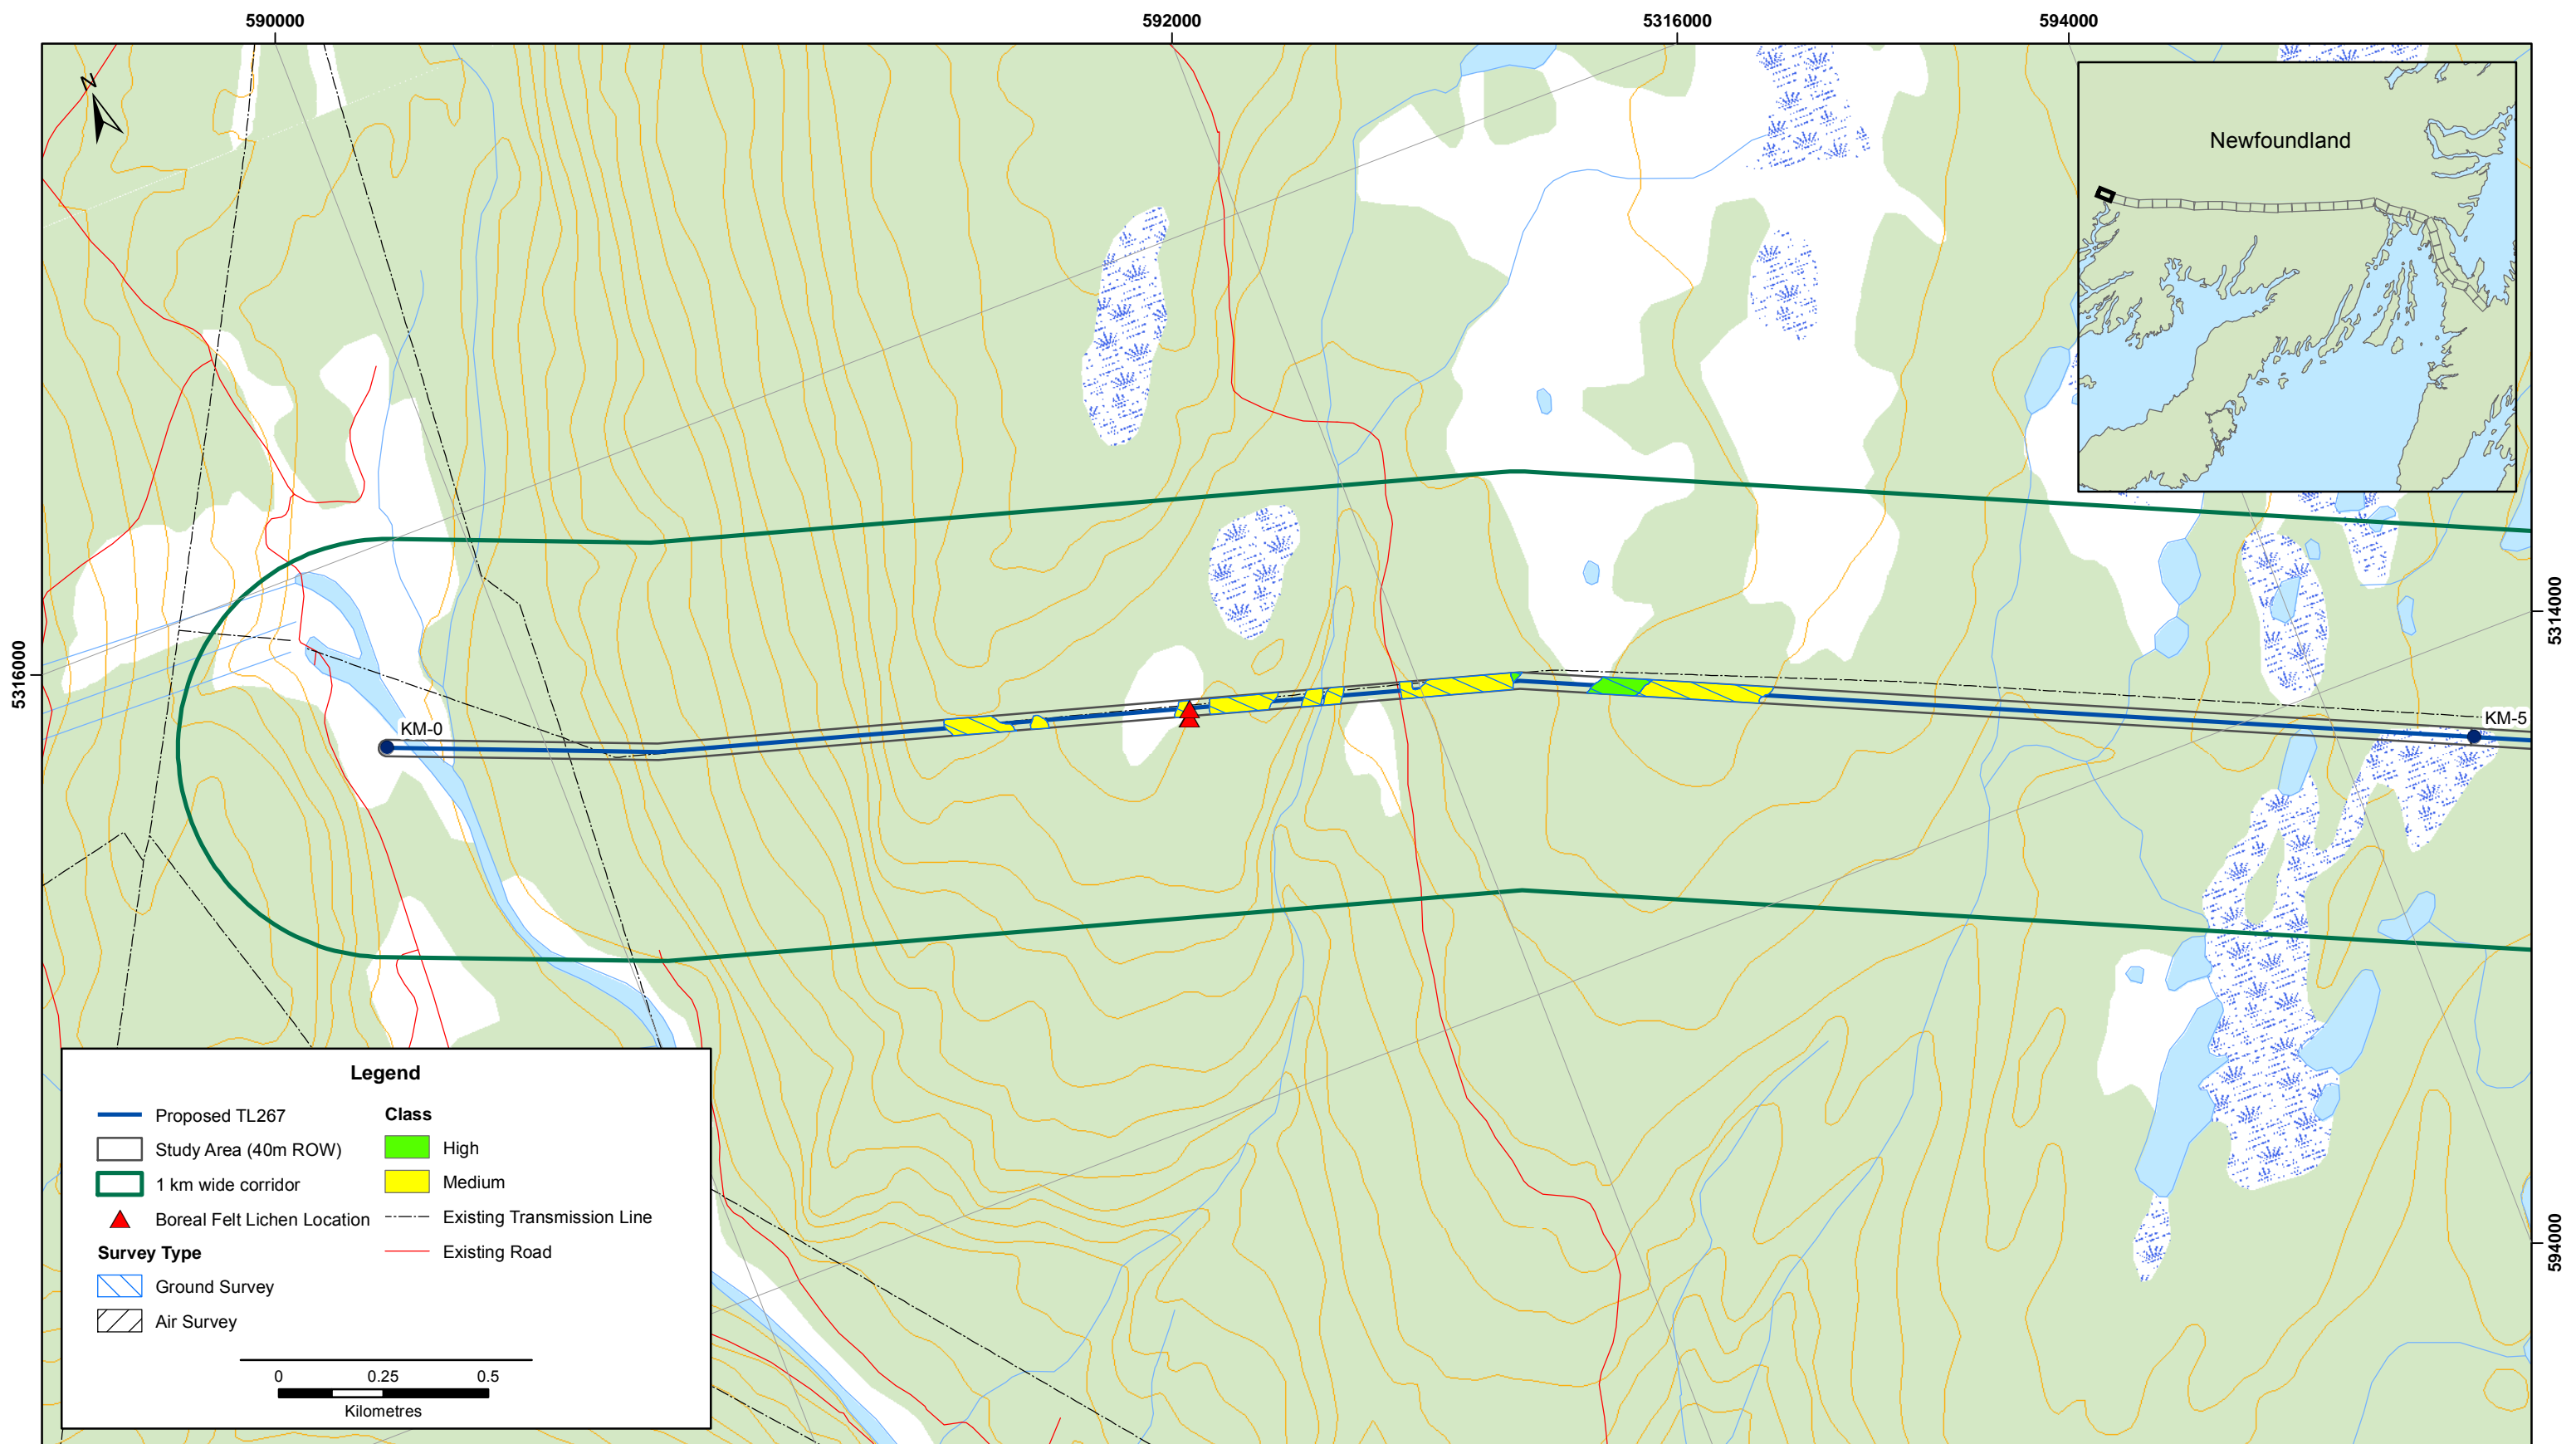 590000
592000
5316000
594000
N
Newfoundland
5316000
5314000
KM-0
KM-5
594000
Legend
Proposed TL267
Study Area (40m ROW)
1 km wide corridor
Boreal Felt Lichen Location
Survey Type
Ground Survey
Air Survey
Class
High
Medium
Existing Transmission Line
Existing Road
0 0.25 0.5
Kilometres